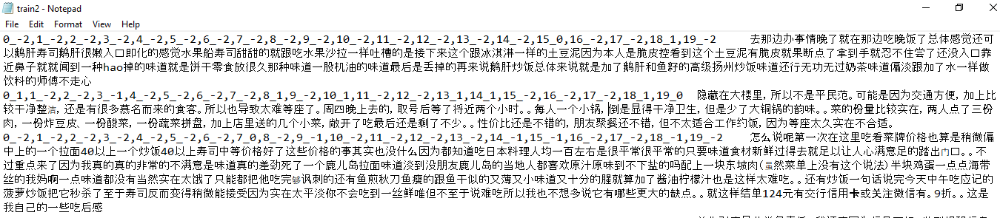 train2 - Notepad
File Edit Format View Help
0_-2,1_-2,2_-2,3_-2,4_-2,5_-2,6_-2,7_-2,8_-2,9_-2,10_-2,11_-2,12_-2,13_-2,14_-2,15_0,16_-2,17_-2,18_1,19_-2 去那边办事情晚了就在那边吃晚饭了总体感觉还可
以鹅肝寿司鹅肝很嫩入口即化的感觉水果船寿司甜甜的就跟吃水果沙拉一样吐槽的是接下来这个跟冰淇淋一样的土豆泥因为本人是脆皮控看到这个土豆泥有脆皮就果断点了拿到手就忍不住尝了还没入口靠
近鼻子就就闻到一种hao掉的味道就是饼干零食放很久那种味道一股机油的味道最后是丢掉的再来说鹅肝炒饭总体来说就是加了鹅肝和鱼籽的高级扬州炒饭味道还行无功无过奶茶味道偏淡跟加了水一样做
饮料的师傅不走心
0_1,1_-2,2_-2,3_-1,4_-2,5_-2,6_-2,7_-2,8_1,9_-2,10_1,11_-2,12_-2,13_1,14_1,15_-2,16_-2,17_-2,18_1,19_0 隐藏在大楼里，所以不是平民范。可能是因为交通方便，加上比
较干净整洁，还是有很多慕名而来的食客。所以也导致太难等座了。周四晚上去的，取号后等了将近两个小时。。每人一个小锅，倒是显得干净卫生，但是少了大铜锅的韵味。。菜的份量比较实在，两人点了三份
肉，一份炸豆皮、一份酸菜，一份蔬菜拼盘，加上店里送的几个小菜，敞开了吃最后还是剩了不少。。性价比还是不错的，朋友聚餐还不错，但不太适合工作约饭，因为等座太久实在不合适。
0_-2,1_-2,2_-2,3_-2,4_-2,5_-2,6_-2,7_0,8_-2,9_-1,10_-2,11_-2,12_-2,13_-2,14_-1,15_-1,16_-2,17_-2,18_-1,19_-2 怎么说呢第一次在这里吃看菜牌价格也算是稍微偏
中上的一个拉面40以上一个炒饭40以上寿司中等价格好了这些价格的事其实也没什么因为都知道吃日本料理人均一百左右是很平常很平常的只要味道食材新鲜过得去就足以让人心满意足的踏出门口。。不
过重点来了因为我真的真的非常的不满意是味道真的差劲死了一个鹿儿岛拉面味道淡到没朋友鹿儿岛的当地人都喜欢原汁原味到不下盐的吗配上一块东坡肉(虽然菜单上没有这个说法)半块鸡蛋一点点海带
丝的我妈啊一点味道都没有当然实在太饿了只能都把他吃完够讽刺的还有鱼煎秋刀鱼瘦的跟鱼干似的又薄又小味道又十分的腥就算加了酱油柠檬汁也是这样太难吃。。还有炒饭一句话说完今天中午吃应记的
菠萝炒饭把它秒杀了至于寿司反而变得稍微能接受因为实在太平淡你不会吃到一丝鲜唯但不至于说难吃所以我也不想多说它有哪些更大的缺点。。就这样结单124元有交行信用卡或关注微信有。9折。。这是
我自己的一些吃后感